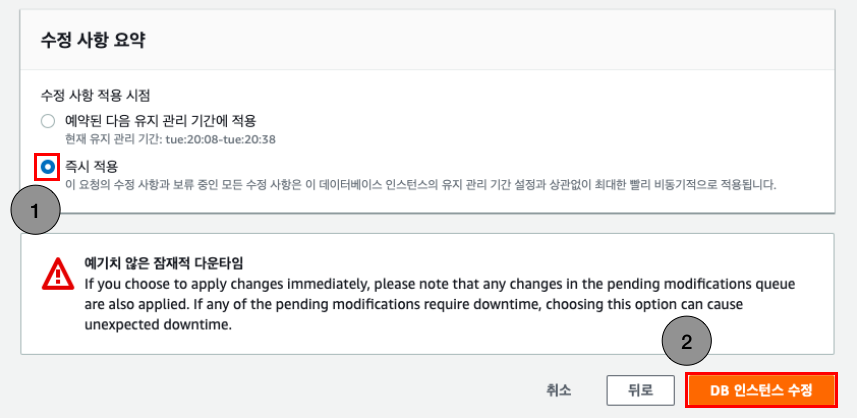 수정 사항 요약
수정 사항 적용 시점
예약된 다음 유지 관리 기간에 적용
현재 유지 관리 기간: tue:20:08-tue:20:38
즉시 적용
이 요청의 수정 사항과 보류 중인 모든 수정 사항은 이 데이터베이스 인스턴스의 유지 관리 기간 설정과 상관없이 최대한 빨리 비동기적으로 적용됩니다.
1
예기치 않은 잠재적 다운타임
If you choose to apply changes immediately, please note that any changes in the pending modifications queue
are also applied. If any of the pending modifications require downtime, choosing this option can cause
unexpected downtime.
2
취소 뒤로 DB 인스턴스 수정